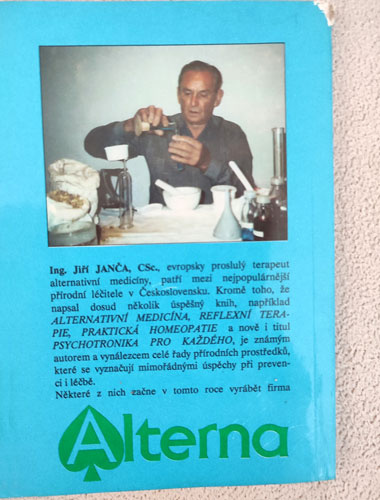 Ing. Jiří JANČA, CSc., evropsky proslulý terapeut
alternativní medicíny, patří mezi nejpopulárnější
přírodní léčitele v Československu. Kromě toho, že
napsal dosud několik úspěšný knih, například
ALTERNATIVNÍ MEDICÍNA, REFLEXNÍ TERA-
PIE, PRAKTICKÁ HOMEOPATIE a nově i titul
PSYCHOTRONIKA PRO KAŽDÉHO, je známým
autorem a vynálezcem celé řady přírodních prostředků,
které se vyznačují mimořádnými úspěchy při preven-
ci i léčbě.
Některé z nich začne v tomto roce vyrábět firma
Alterna